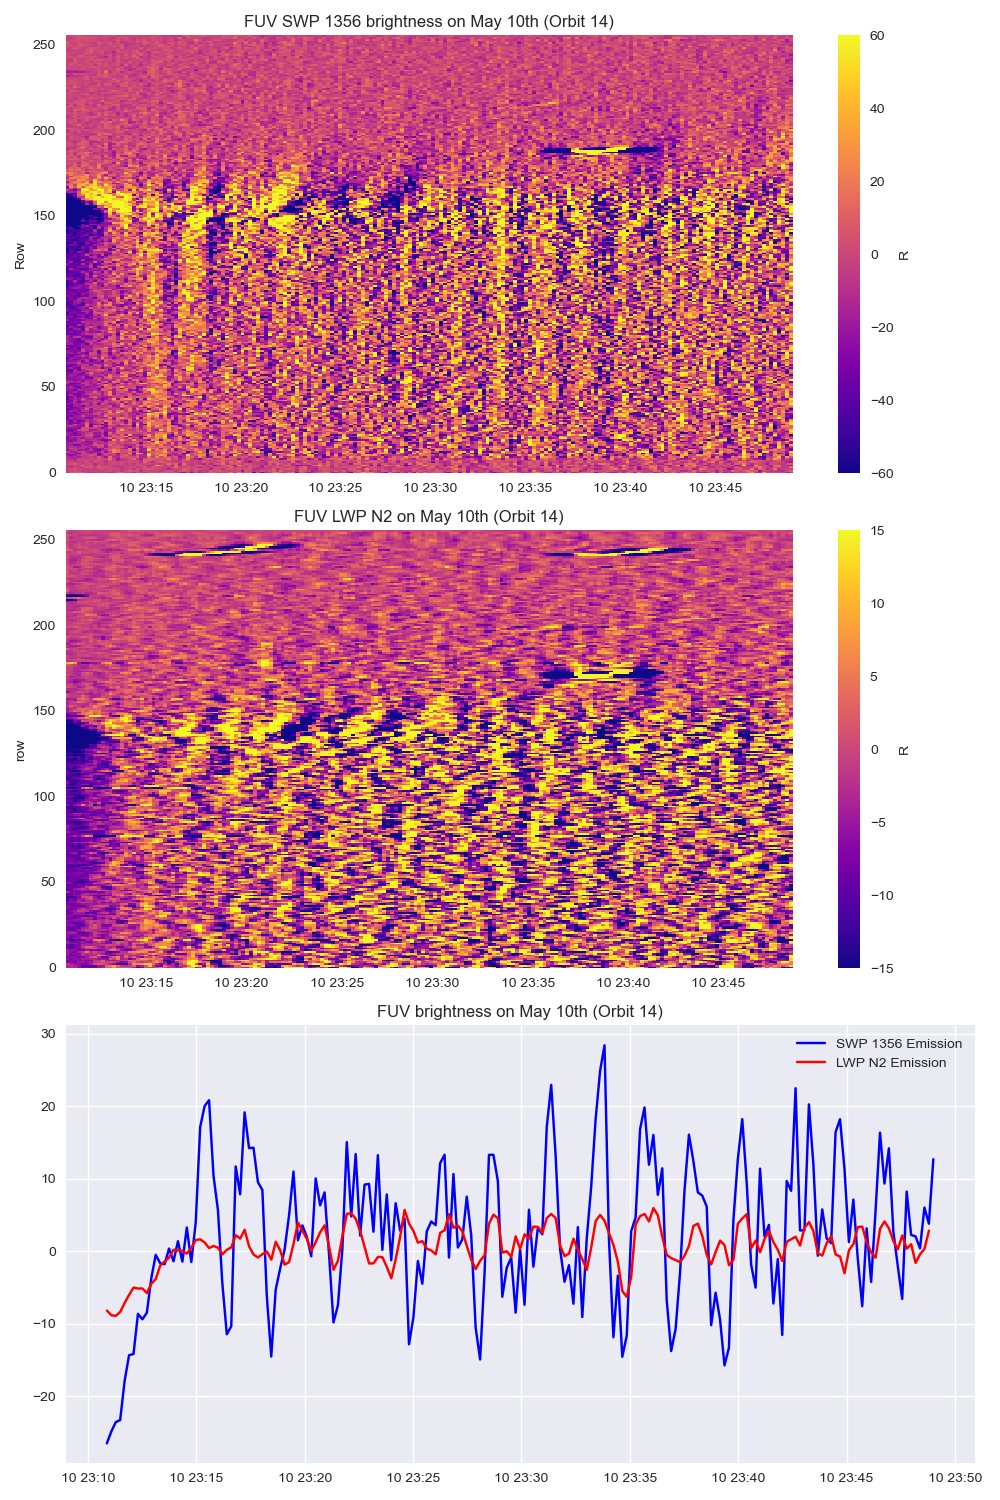 FUV SWP 1356 brightness on May 10th (Orbit 14)
250
200
150
100
50
0
Row
10 23:15 10 23:20 10 23:25 10 23:30 10 23:35 10 23:40 10 23:45
60
40
20
0
−20
−40
−60
R
FUV LWP N2 on May 10th (Orbit 14)
250
200
150
100
50
0
row
10 23:15 10 23:20 10 23:25 10 23:30 10 23:35 10 23:40 10 23:45
15
10
5
0
−5
−10
−15
R
FUV brightness on May 10th (Orbit 14)
30
20
10
0
−10
−20
SWP 1356 Emission
LWP N2 Emission
10 23:10 10 23:15 10 23:20 10 23:25 10 23:30 10 23:35 10 23:40 10 23:45 10 23:50